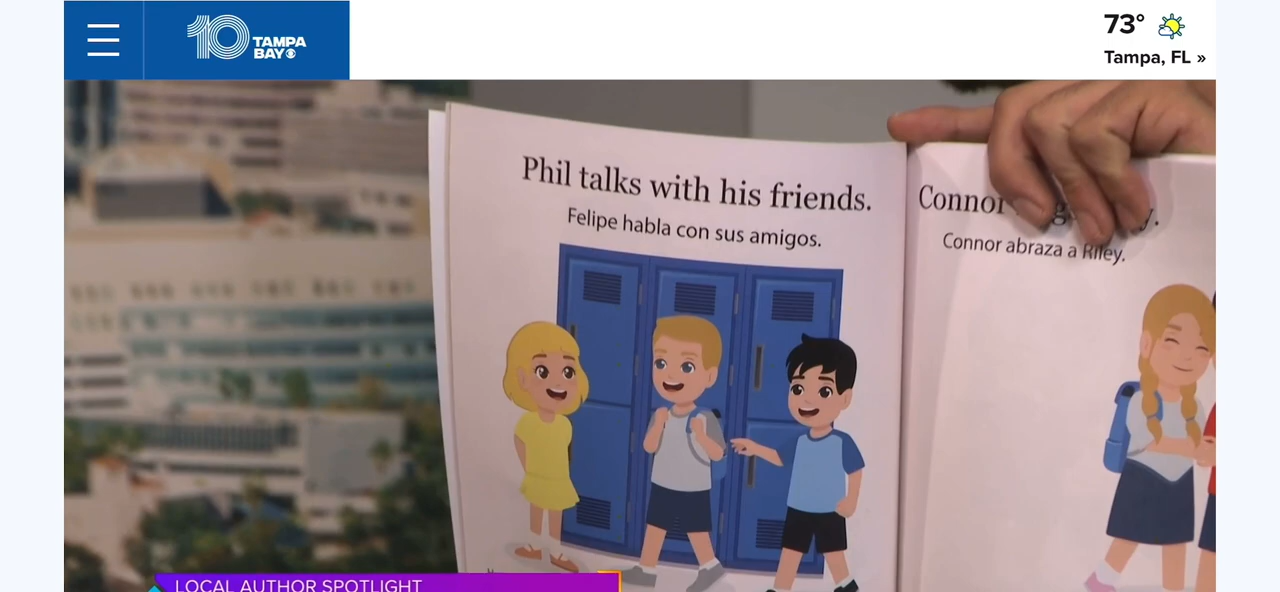 10
TAMPA
BAY
73°
Tampa, FL »
Phil talks with his friends.
Felipe habla con sus amigos.
Connor
Connor abraza a Riley.
LOCAL AUTHOR SPOTLIGHT